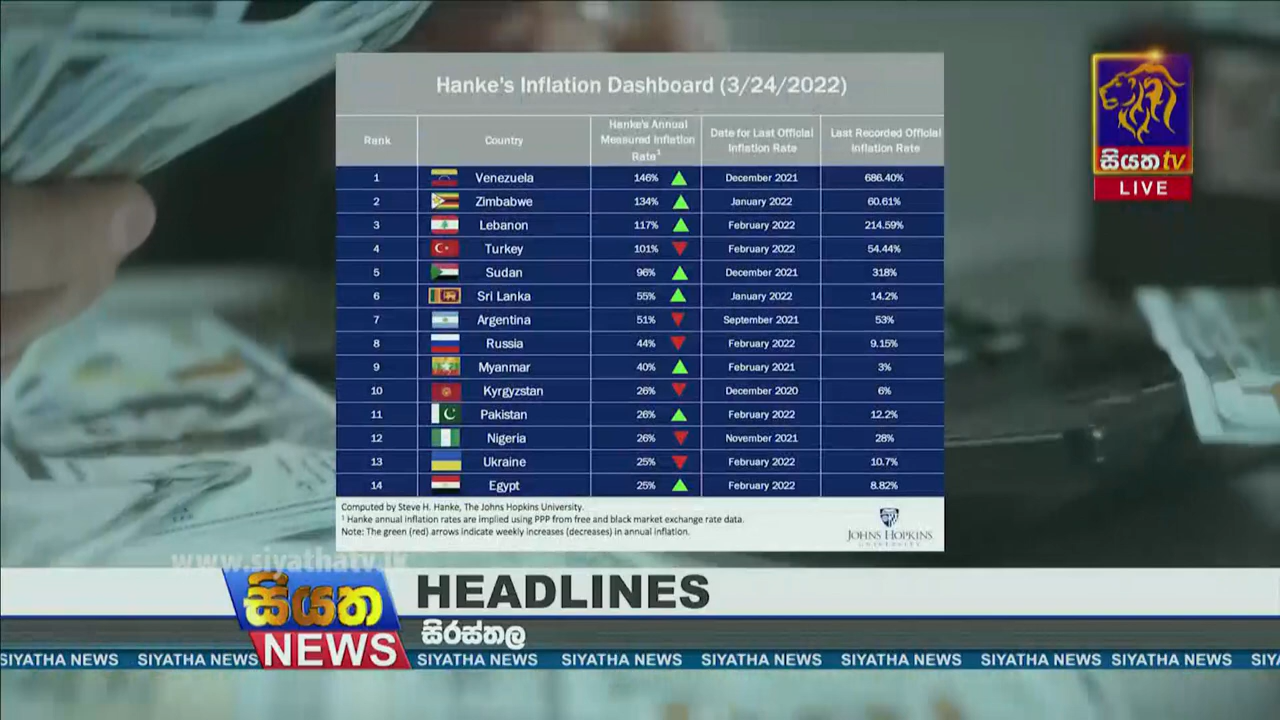 Hanke's Inflation Dashboard (3/24/2022)
Rank Country Hanke's Annual Measured Inflation Rate¹ Date for Last Official Inflation Rate Last Recorded Official Inflation Rate
1 Venezuela 146% December 2021 686.40%
2 Zimbabwe 134% January 2022 60.61%
3 Lebanon 117% February 2022 214.59%
4 Turkey 101% February 2022 54.44%
5 Sudan 96% December 2021 318%
6 Sri Lanka 55% January 2022 14.2%
7 Argentina 51% September 2021 53%
8 Russia 44% February 2022 9.15%
9 Myanmar 40% February 2021 3%
10 Kyrgyzstan 26% December 2020 6%
11 Pakistan 26% February 2022 12.2%
12 Nigeria 26% November 2021 28%
13 Ukraine 25% February 2022 10.7%
14 Egypt 25% February 2022 8.82%
Computed by Steve H. Hanke, The Johns Hopkins University.
¹ Hanke annual inflation rates are implied using PPP from free and black market exchange rate data.
Note: The green (red) arrows indicate weekly increases (decreases) in annual inflation.
JOHNS HOPKINS
UNIVERSITY
සියත tv
LIVE
www.siyathatv.lk
සියත
NEWS
HEADLINES
සිරස්තල
SIYATHA NEWS SIYATHA NEWS SIYATHA NEWS SIYATHA NEWS SIYATHA NEWS SIYATHA NEWS SIYATHA NEWS SIYATHA NEWS SIY